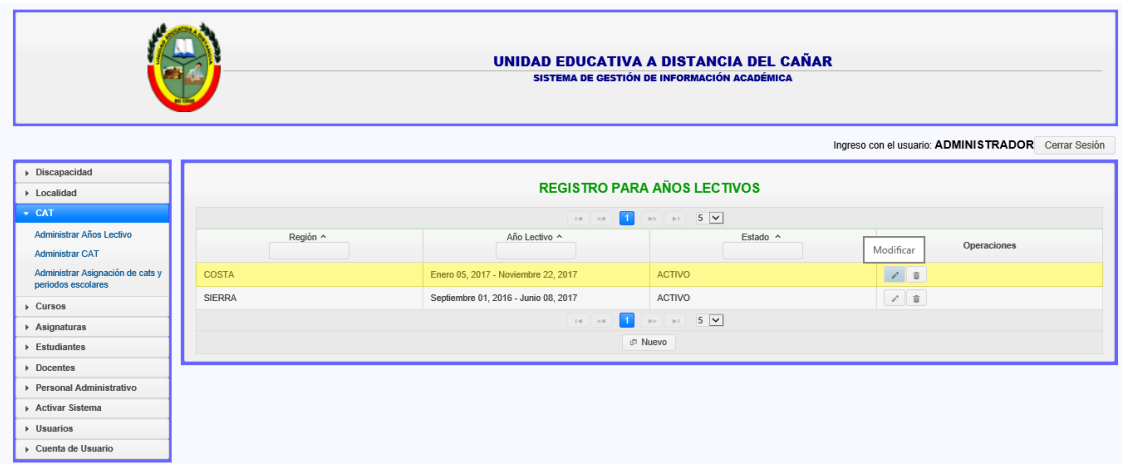 UNIDAD EDUCATIVA A DISTANCIA DEL CAÑAR
SISTEMA DE GESTIÓN DE INFORMACIÓN ACADÉMICA
Ingreso con el usuario: ADMINISTRADOR Cerrar Sesión
Discapacidad
Localidad
CAT
Administrar Años Lectivo
Administrar CAT
Administrar Asignación de cats y
periodos escolares
Cursos
Asignaturas
Estudiantes
Docentes
Personal Administrativo
Activar Sistema
Usuarios
Cuenta de Usuario
REGISTRO PARA AÑOS LECTIVOS
1 5
Región Año Lectivo Estado Operaciones
Modificar
COSTA Enero 05, 2017 - Noviembre 22, 2017 ACTIVO
SIERRA Septiembre 01, 2016 - Junio 08, 2017 ACTIVO
1 5
Nuevo